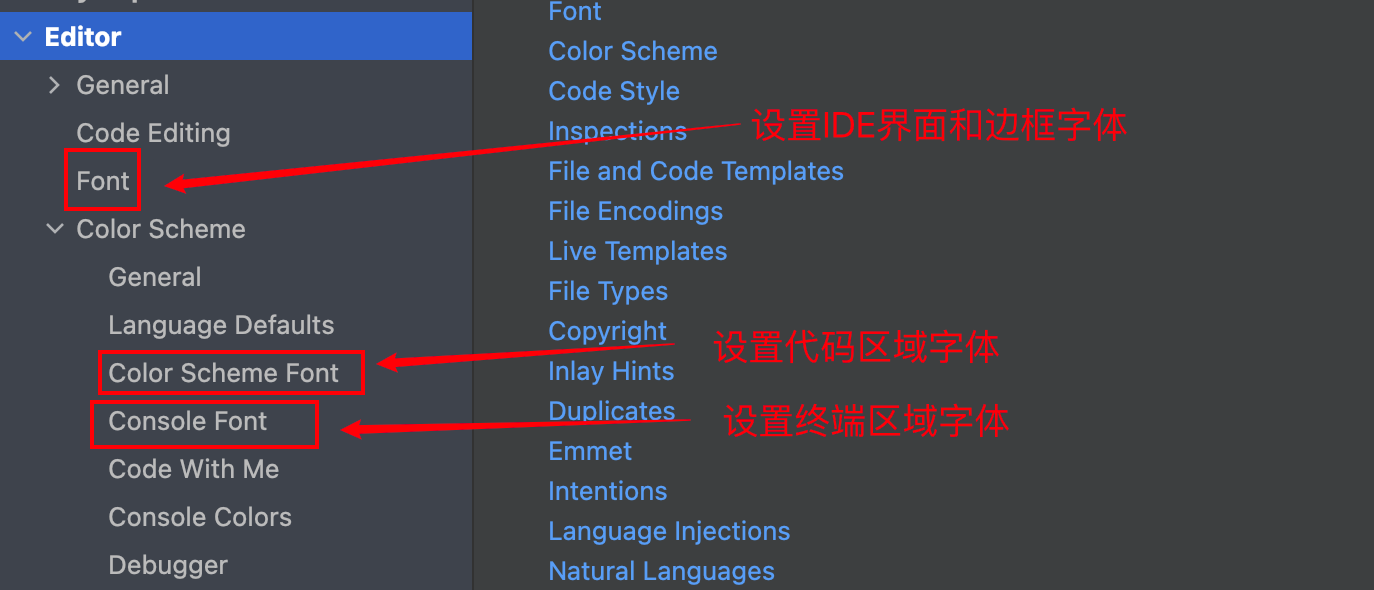 Editor
General
Code Editing
Font
Color Scheme
General
Language Defaults
Color Scheme Font
Console Font
Code With Me
Console Colors
Debugger
Font
Color Scheme
Code Style
Inspections
设置IDE界面和边框字体
File and Code Templates
File Encodings
Live Templates
File Types
Copyright
设置代码区域字体
Inlay Hints
Duplicates
设置终端区域字体
Emmet
Intentions
Language Injections
Natural Languages